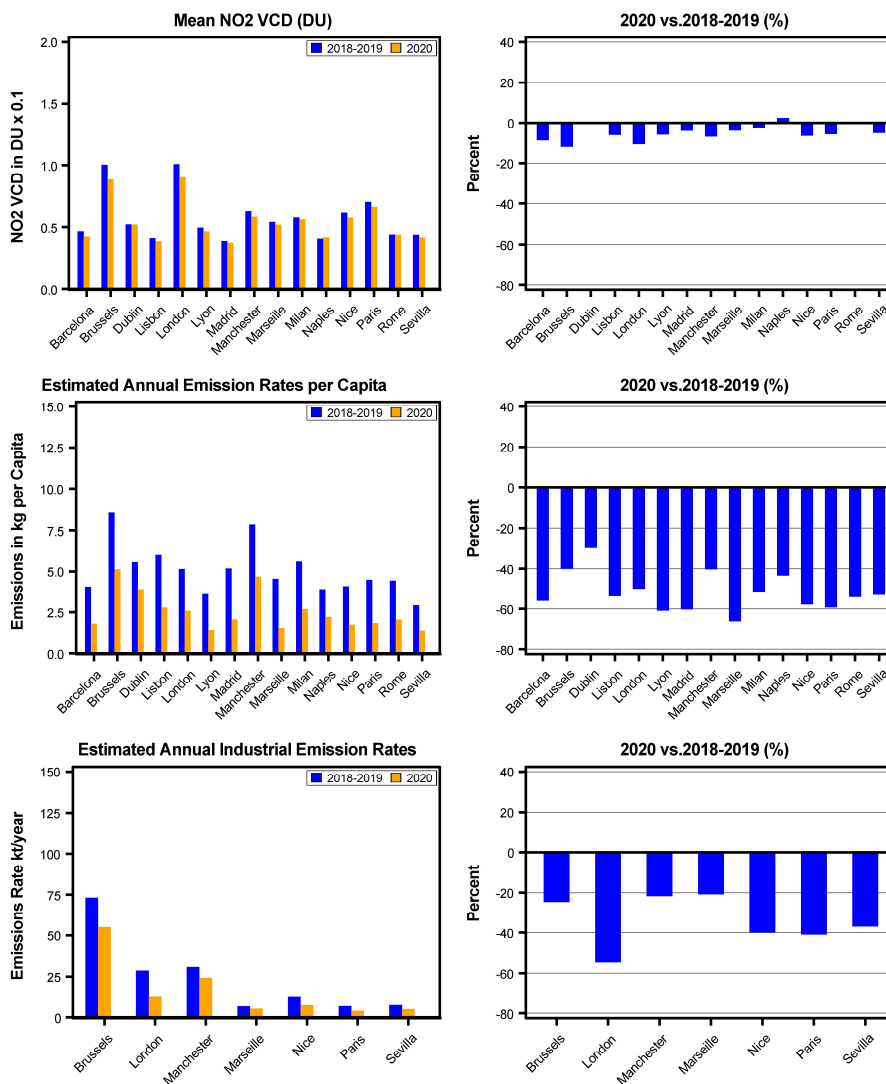 Mean NO2 VCD (DU)
NO2 VCD in DU x 0.1
2018-2019 2020
2.0
1.5
1.0
0.5
0.0
Barcelona Brussels Dublin Lisbon London Lyon Madrid Manchester Marseille Milan Naples Nice Paris Rome Sevilla
2020 vs.2018-2019 (%)
Percent
40
20
0
-20
-40
-60
-80
Barcelona Brussels Dublin Lisbon London Lyon Madrid Manchester Marseille Milan Naples Nice Paris Rome Sevilla
Estimated Annual Emission Rates per Capita
Emissions in kg per Capita
2018-2019 2020
15.0
12.5
10.0
7.5
5.0
2.5
0.0
Barcelona Brussels Dublin Lisbon London Lyon Madrid Manchester Marseille Milan Naples Nice Paris Rome Sevilla
2020 vs.2018-2019 (%)
Percent
40
20
0
-20
-40
-60
-80
Barcelona Brussels Dublin Lisbon London Lyon Madrid Manchester Marseille Milan Naples Nice Paris Rome Sevilla
Estimated Annual Industrial Emission Rates
Emissions Rate kt/year
2018-2019 2020
150
125
100
75
50
25
0
Brussels London Manchester Marseille Nice Paris Sevilla
2020 vs.2018-2019 (%)
Percent
40
20
0
-20
-40
-60
-80
Brussels London Manchester Marseille Nice Paris Sevilla